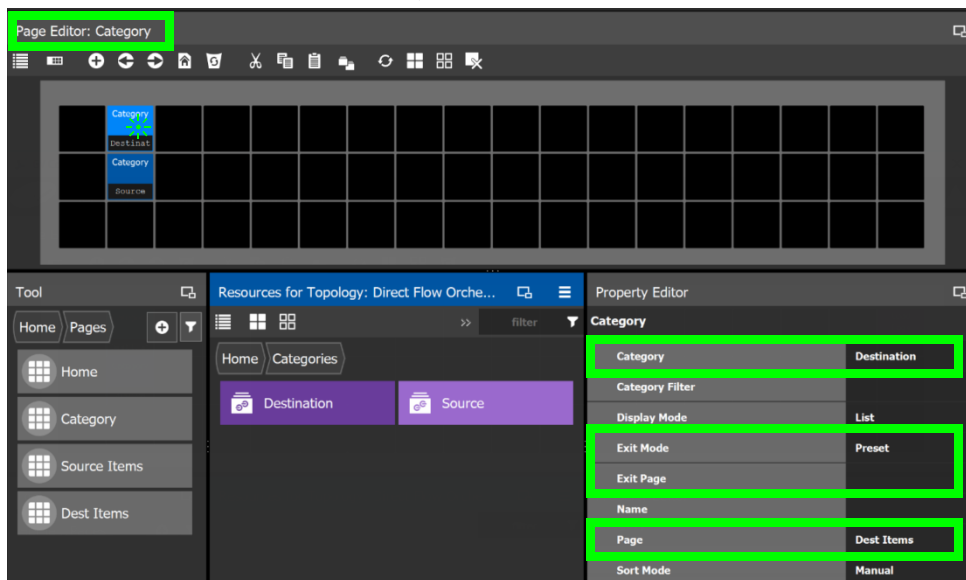 Page Editor: Category
Category
Destinat
Category
Source
Tool
Home Pages
Home
Category
Source Items
Dest Items
Resources for Topology: Direct Flow Orche...
>> filter
Home Categories
Destination Source
Property Editor
Category
Category Destination
Category Filter
Display Mode List
Exit Mode Preset
Exit Page
Name
Page Dest Items
Sort Mode Manual